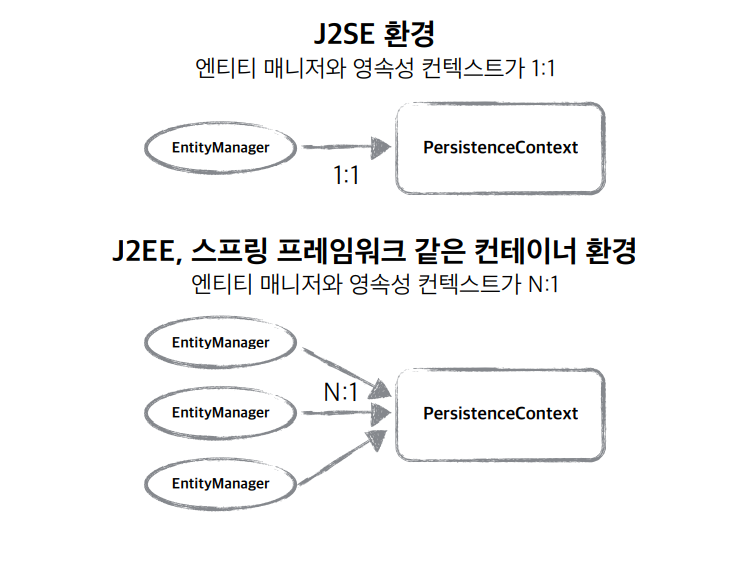 J2SE 환경
엔티티 매니저와 영속성 컨텍스트가 1:1
EntityManager
PersistenceContext
1:1
J2EE, 스프링 프레임워크 같은 컨테이너 환경
엔티티 매니저와 영속성 컨텍스트가 N:1
EntityManager
N:1
EntityManager
PersistenceContext
EntityManager